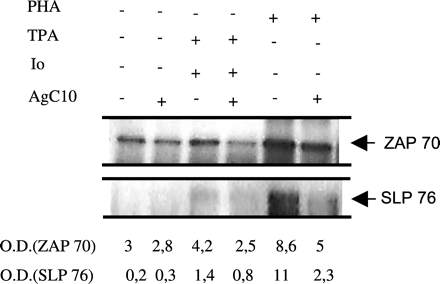 PHA - - - - + +
TPA - - + + - -
Io - - + + - -
AgC10 - + - + - +
ZAP 70
SLP 76
O.D.(ZAP 70) 3 2,8 4,2 2,5 8,6 5
O.D.(SLP 76) 0,2 0,3 1,4 0,8 11 2,3